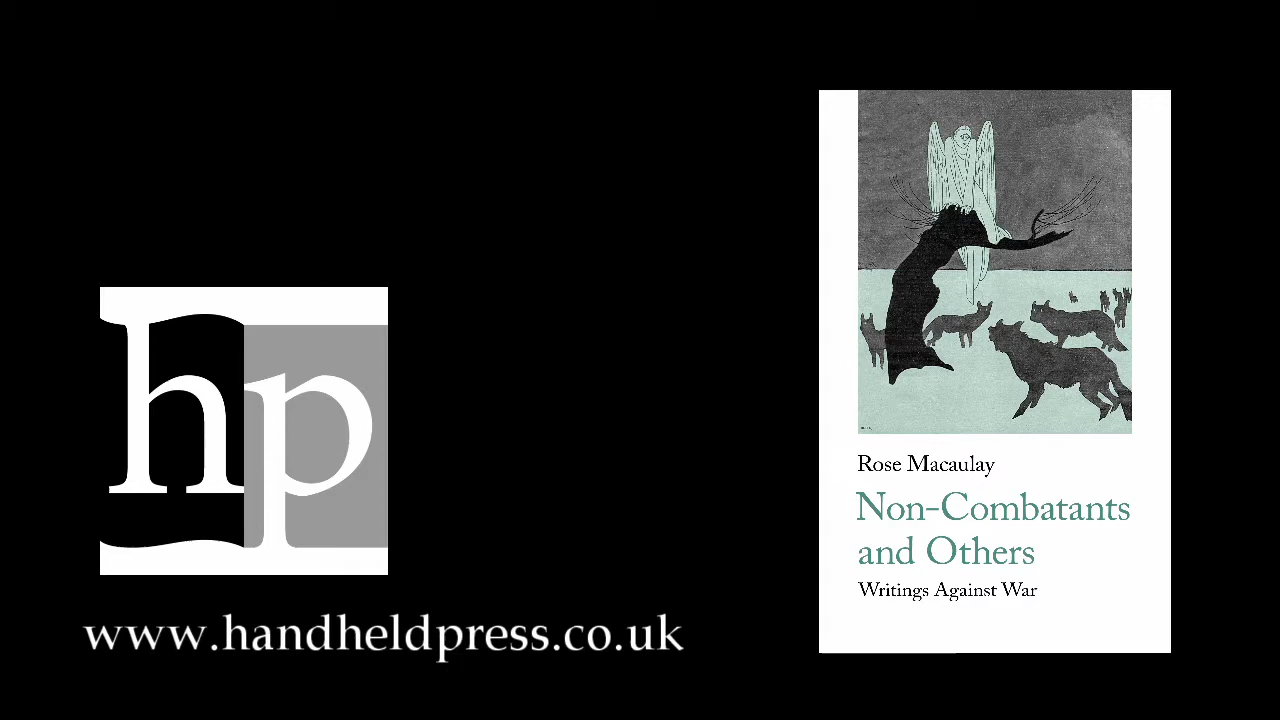 hp
www.handheldpress.co.uk
Rose Macaulay
Non-Combatants
and Others
Writings Against War